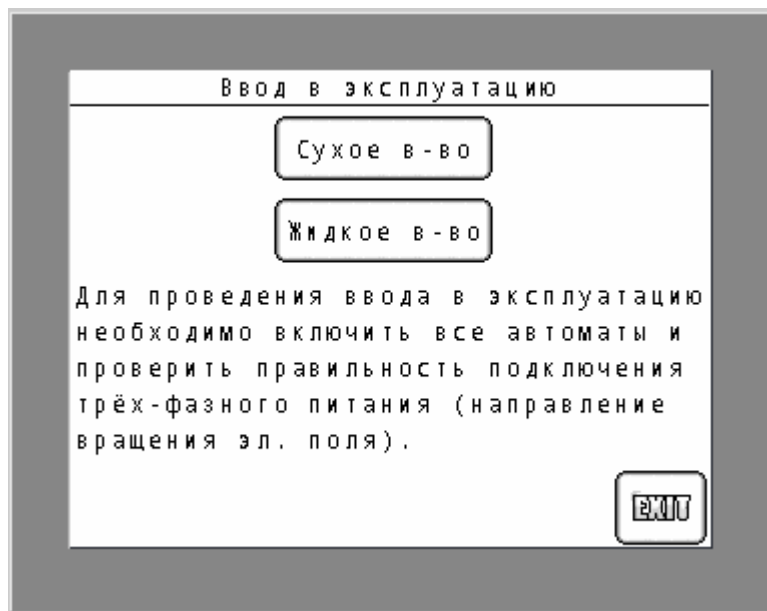 Ввод в эксплуатацию
Сухое в-во
Жидкое в-во
Для проведения ввода в эксплуатацию
необходимо включить все автоматы и
проверить правильность подключения
трёх-фазного питания (направление
вращения эл. поля).
EXIT